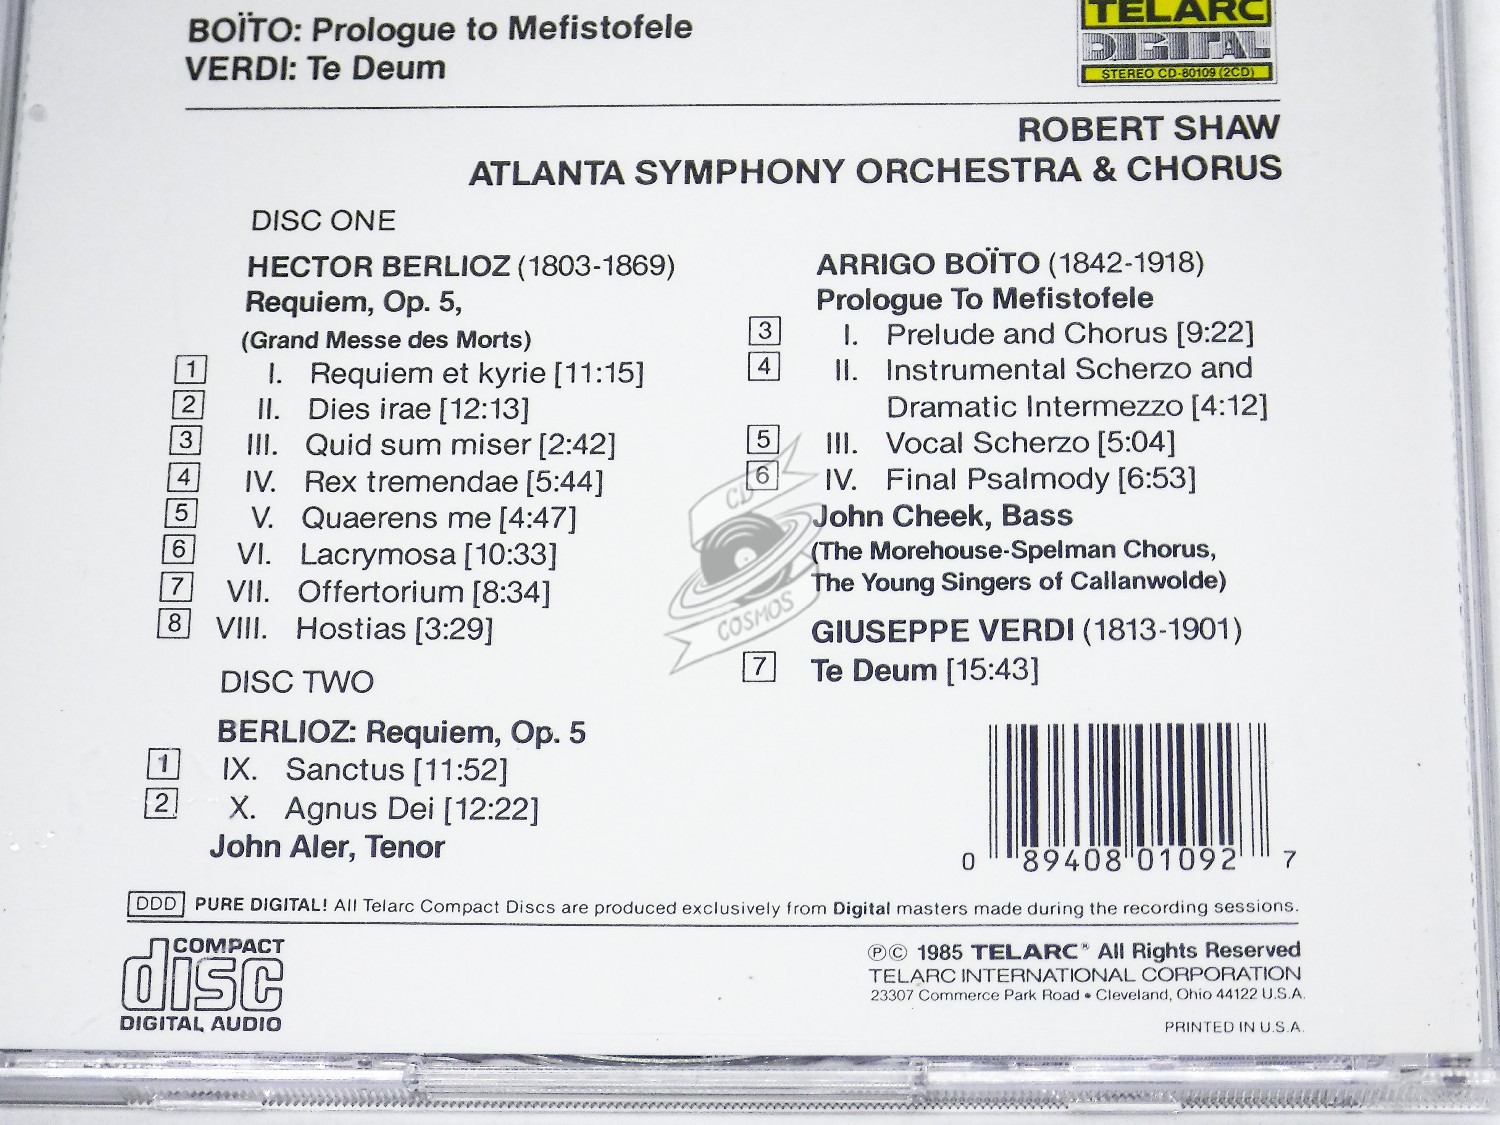 BOÏTO: Prologue to Mefistofele
VERDI: Te Deum
TELARC
DIGITAL
STEREO CD-80109 (2CD)
ROBERT SHAW
ATLANTA SYMPHONY ORCHESTRA & CHORUS
DISC ONE
HECTOR BERLIOZ (1803-1869)
Requiem, Op. 5,
(Grand Messe des Morts)
1 I. Requiem et kyrie [11:15]
2 II. Dies irae [12:13]
3 III. Quid sum miser [2:42]
4 IV. Rex tremendae [5:44]
5 V. Quaerens me [4:47]
6 VI. Lacrymosa [10:33]
7 VII. Offertorium [8:34]
8 VIII. Hostias [3:29]
DISC TWO
BERLIOZ: Requiem, Op. 5
1 IX. Sanctus [11:52]
2 X. Agnus Dei [12:22]
John Aler, Tenor
ARRIGO BOÏTO (1842-1918)
Prologue To Mefistofele
3 I. Prelude and Chorus [9:22]
4 II. Instrumental Scherzo and
Dramatic Intermezzo [4:12]
5 III. Vocal Scherzo [5:04]
6 IV. Final Psalmody [6:53]
John Cheek, Bass
(The Morehouse-Spelman Chorus,
The Young Singers of Callanwolde)
GIUSEPPE VERDI (1813-1901)
7 Te Deum [15:43]
CD
COSMOS
0 89408 01092 7
DDD PURE DIGITAL! All Telarc Compact Discs are produced exclusively from Digital masters made during the recording sessions.
COMPACT
disc
DIGITAL AUDIO
℗© 1985 TELARC® All Rights Reserved
TELARC INTERNATIONAL CORPORATION
23307 Commerce Park Road • Cleveland, Ohio 44122 U.S.A.
PRINTED IN U.S.A.